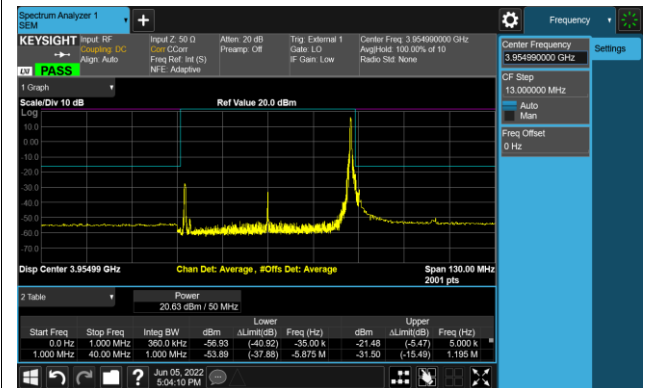 Spectrum Analyzer 1
SEM
+
Frequency
KEYSIGHT
Input: RF
Coupling: DC
Align: Auto
Input Z: 50 Ω
Corr CCorr
Freq Ref: Int (S)
NFE: Adaptive
Atten: 20 dB
Preamp: Off
Trig: External 1
Gate: LO
IF Gain: Low
Center Freq: 3.954990000 GHz
Avg|Hold: 100.00% of 10
Radio Std: None
LXI PASS
Center Frequency
3.954990000 GHz
Settings
CF Step
13.000000 MHz
Auto
Man
Freq Offset
0 Hz
1 Graph
Scale/Div 10 dB
Ref Value 20.0 dBm
Log
10.0
0.00
-10.0
-20.0
-30.0
-40.0
-50.0
-60.0
-70.0
Disp Center 3.95499 GHz
Chan Det: Average, #Offs Det: Average
Span 130.00 MHz
2001 pts
2 Table
Power
20.63 dBm / 50 MHz
Lower Upper
Start Freq Stop Freq Integ BW dBm ΔLimit(dB) Freq (Hz) dBm ΔLimit(dB) Freq (Hz)
0.0 Hz 1.000 MHz 360.0 kHz -56.93 (-40.92) -35.00 k -21.48 (-5.47) 5.000 k
1.000 MHz 40.00 MHz 1.000 MHz -53.89 (-37.88) -5.875 M -31.50 (-15.49) 1.195 M
?
Jun 05, 2022
5:04:10 PM